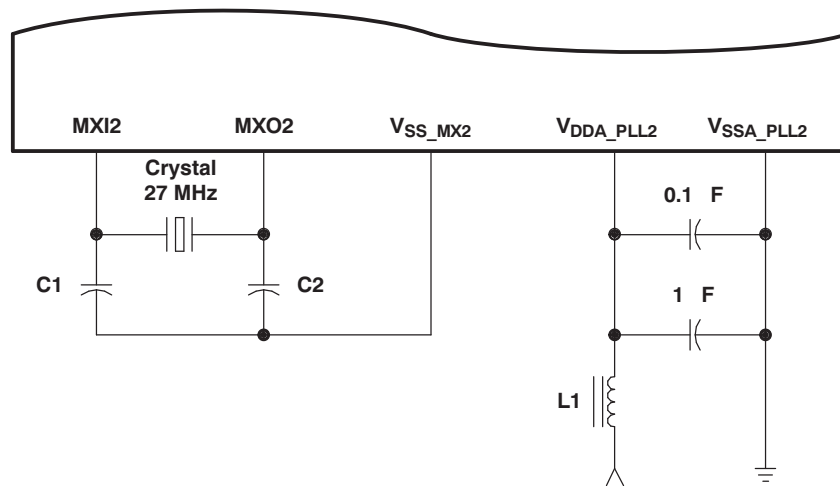 MXI2 MXO2 VSS_MX2 VDDA_PLL2 VSSA_PLL2
Crystal
27 MHz
0.1 F
C1 C2
1 F
L1